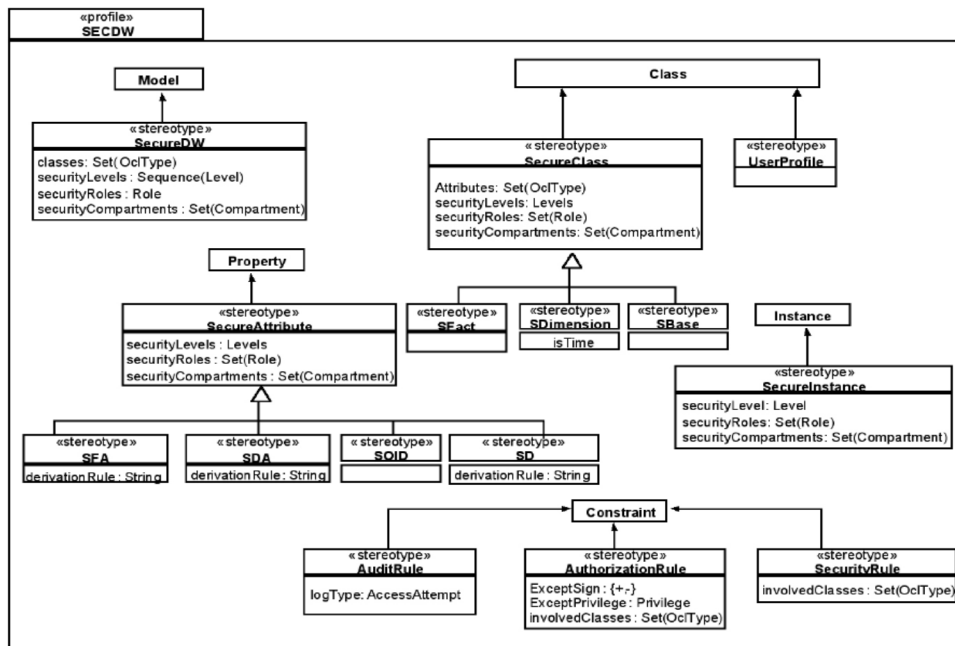 «profile»
SECDW
Model
Class
«stereotype»
SecureDW
classes: Set(OclType)
securityLevels : Sequence(Level)
securityRoles : Role
securityCompartments : Set(Compartment)
«stereotype»
SecureClass
Attributes: Set(OclType)
securityLevels: Levels
securityRoles: Set(Role)
securityCompartments: Set(Compartment)
«stereotype»
UserProfile
Property
«stereotype»
SecureAttribute
securityLevels : Levels
securityRoles : Set(Role)
securityCompartments : Set(Compartment)
«stereotype»
SFact
«stereotype»
SDimension
isTime
«stereotype»
SBase
Instance
«stereotype»
SecureInstance
securityLevel: Level
securityRoles: Set(Role)
securityCompartments: Set(Compartment)
«stereotype»
SFA
derivationRule : String
«stereotype»
SDA
derivationRule : String
«stereotype»
SOID
«stereotype»
SD
derivationRule : String
Constraint
«stereotype»
AuditRule
logType: AccessAttempt
«stereotype»
AuthorizationRule
ExceptSign : {+,-}
ExceptPrivilege : Privilege
involvedClasses : Set(OclType)
«stereotype»
SecurityRule
involvedClasses : Set(OclType)